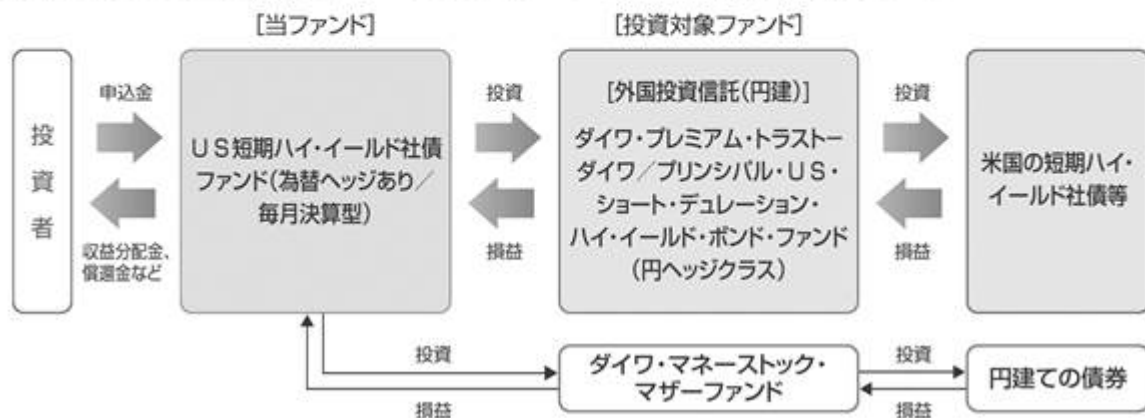 [当ファンド]
[投資対象ファンド]
投資者
申込金
収益分配金、
償還金など
US短期ハイ・イールド社債
ファンド(為替ヘッジあり/
毎月決算型)
投資
損益
[外国投資信託(円建)]
ダイワ・プレミアム・トラスト−
ダイワ/プリンシパル・US・
ショート・デュレーション・
ハイ・イールド・ボンド・ファンド
(円ヘッジクラス)
投資
損益
米国の短期ハイ・
イールド社債等
投資
損益
ダイワ・マネーストック・
マザーファンド
投資
損益
円建ての債券